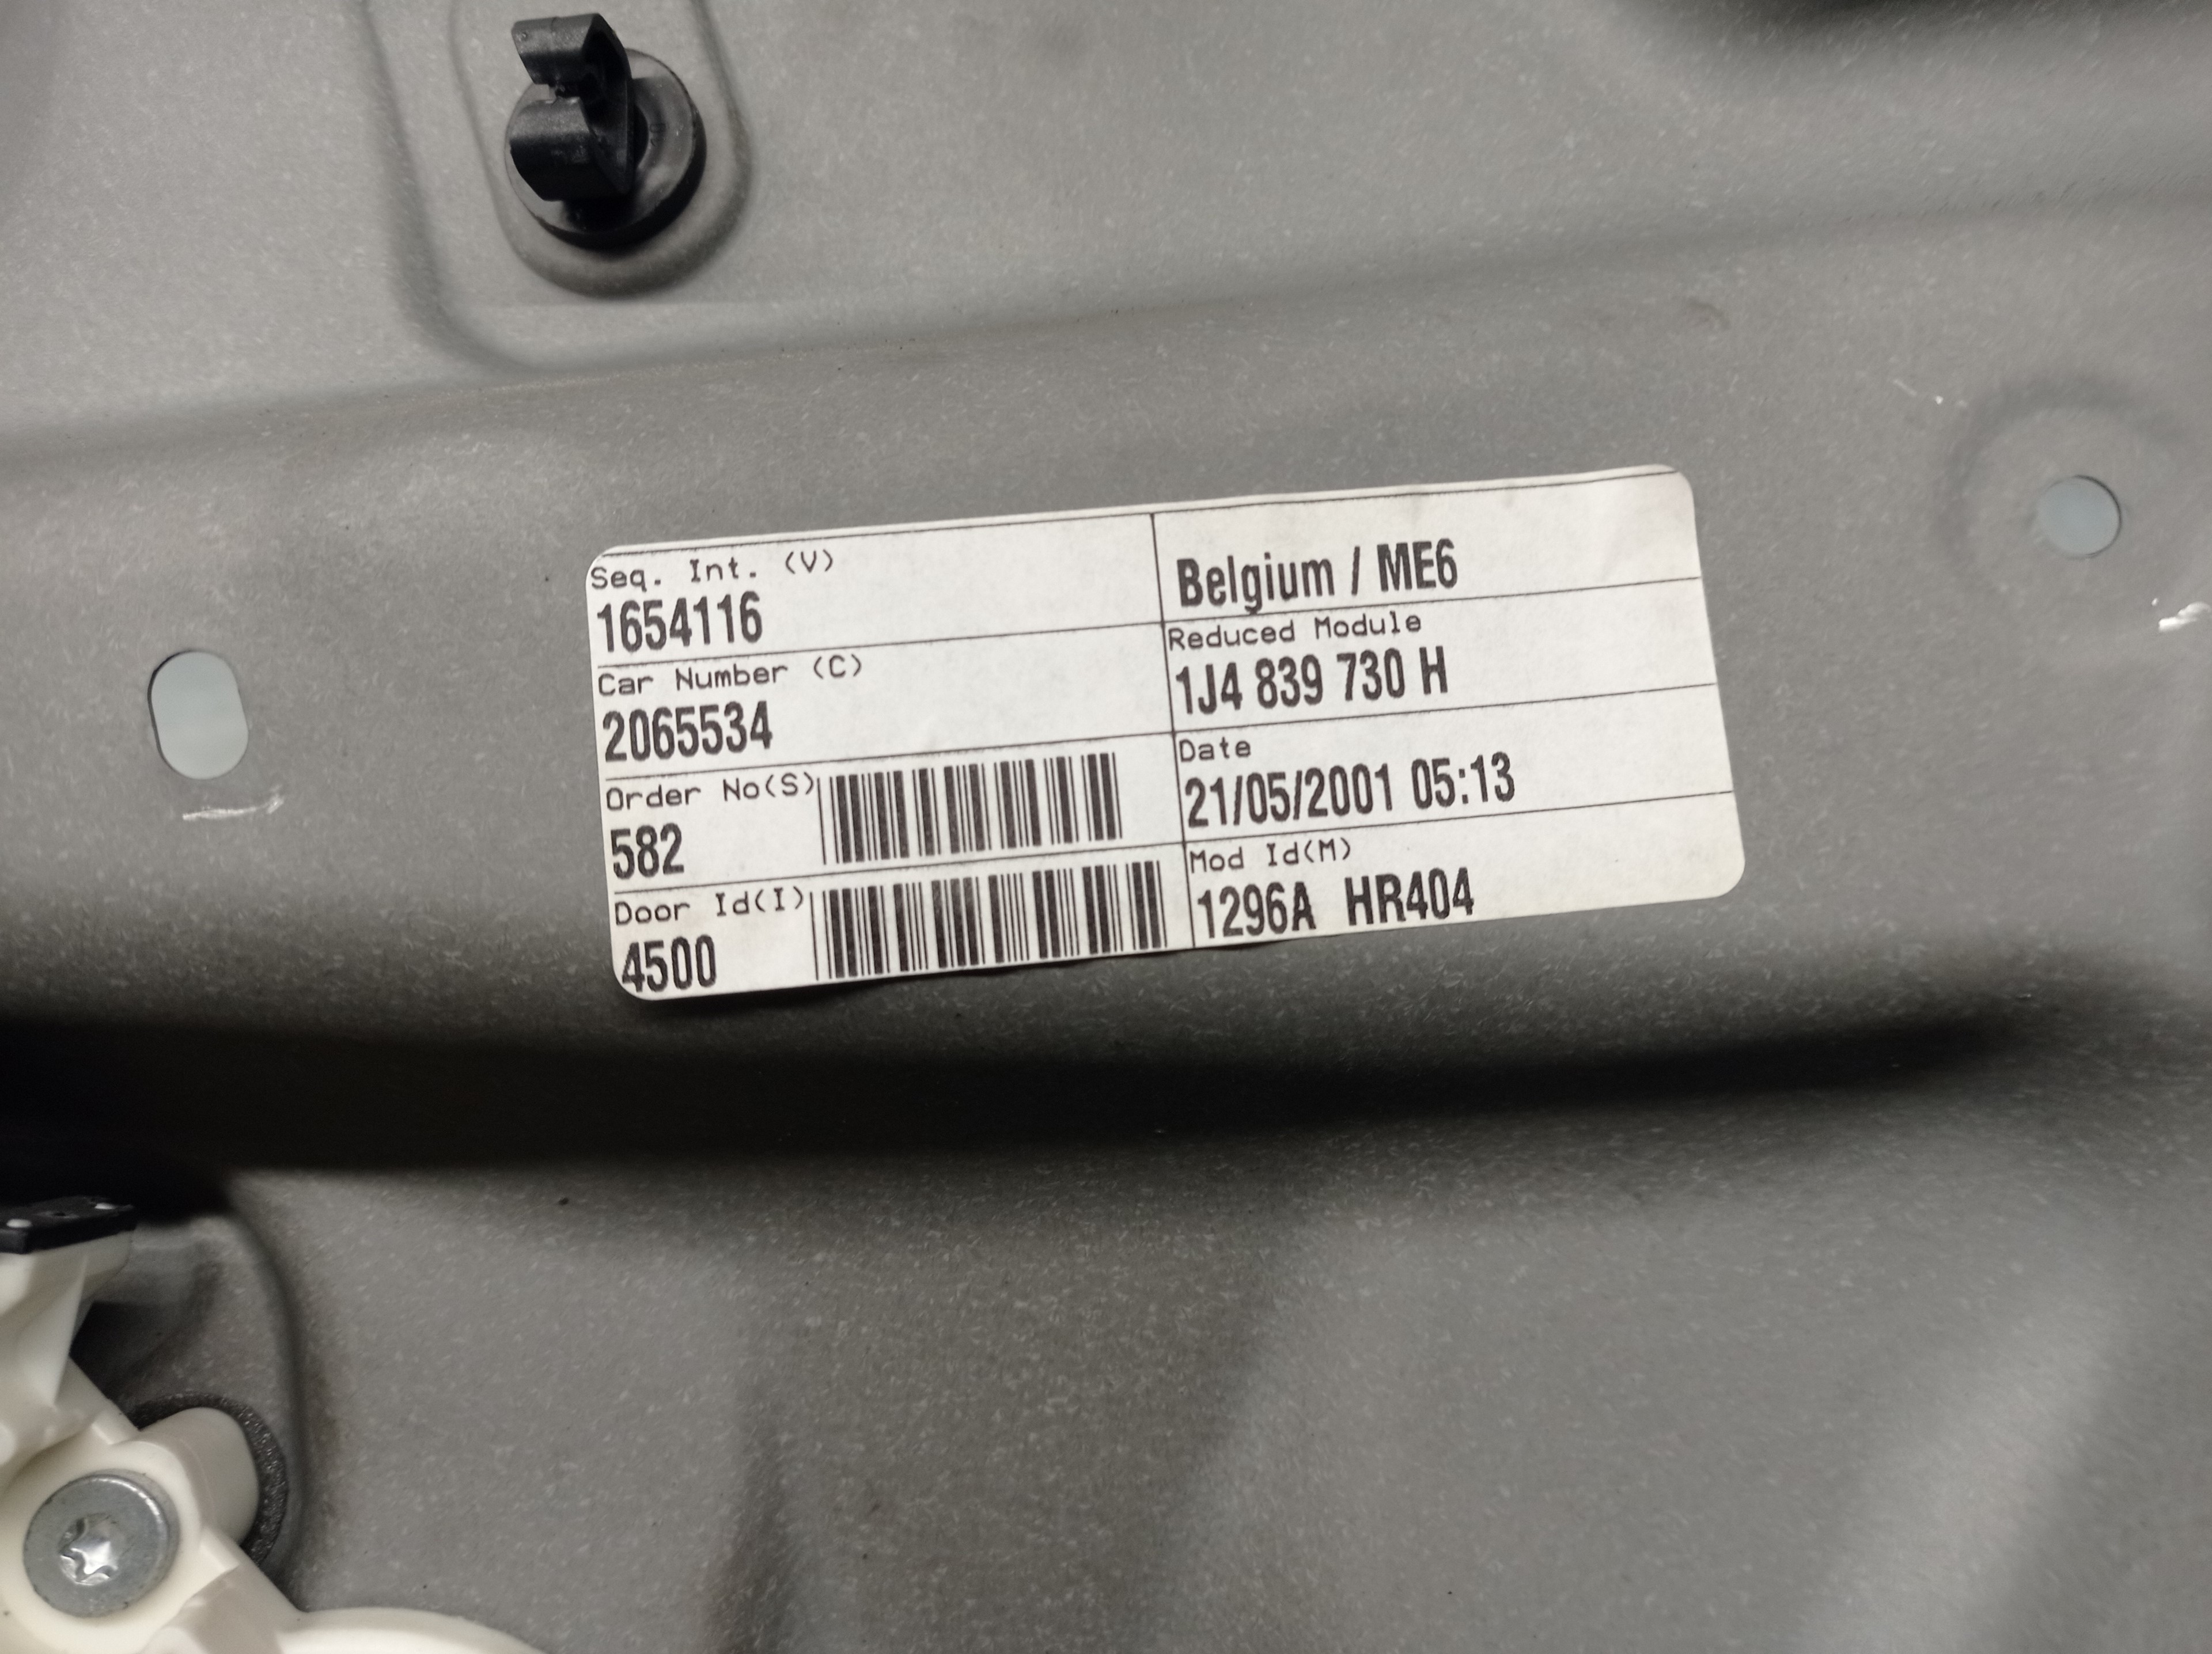 Seq. Int. (V)
1654116
Car Number (C)
2065534
Order No(S)
582
Door Id(I)
4500
Belgium / ME6
Reduced Module
1J4 839 730 H
Date
21/05/2001 05:13
Mod Id(M)
1296A HR404